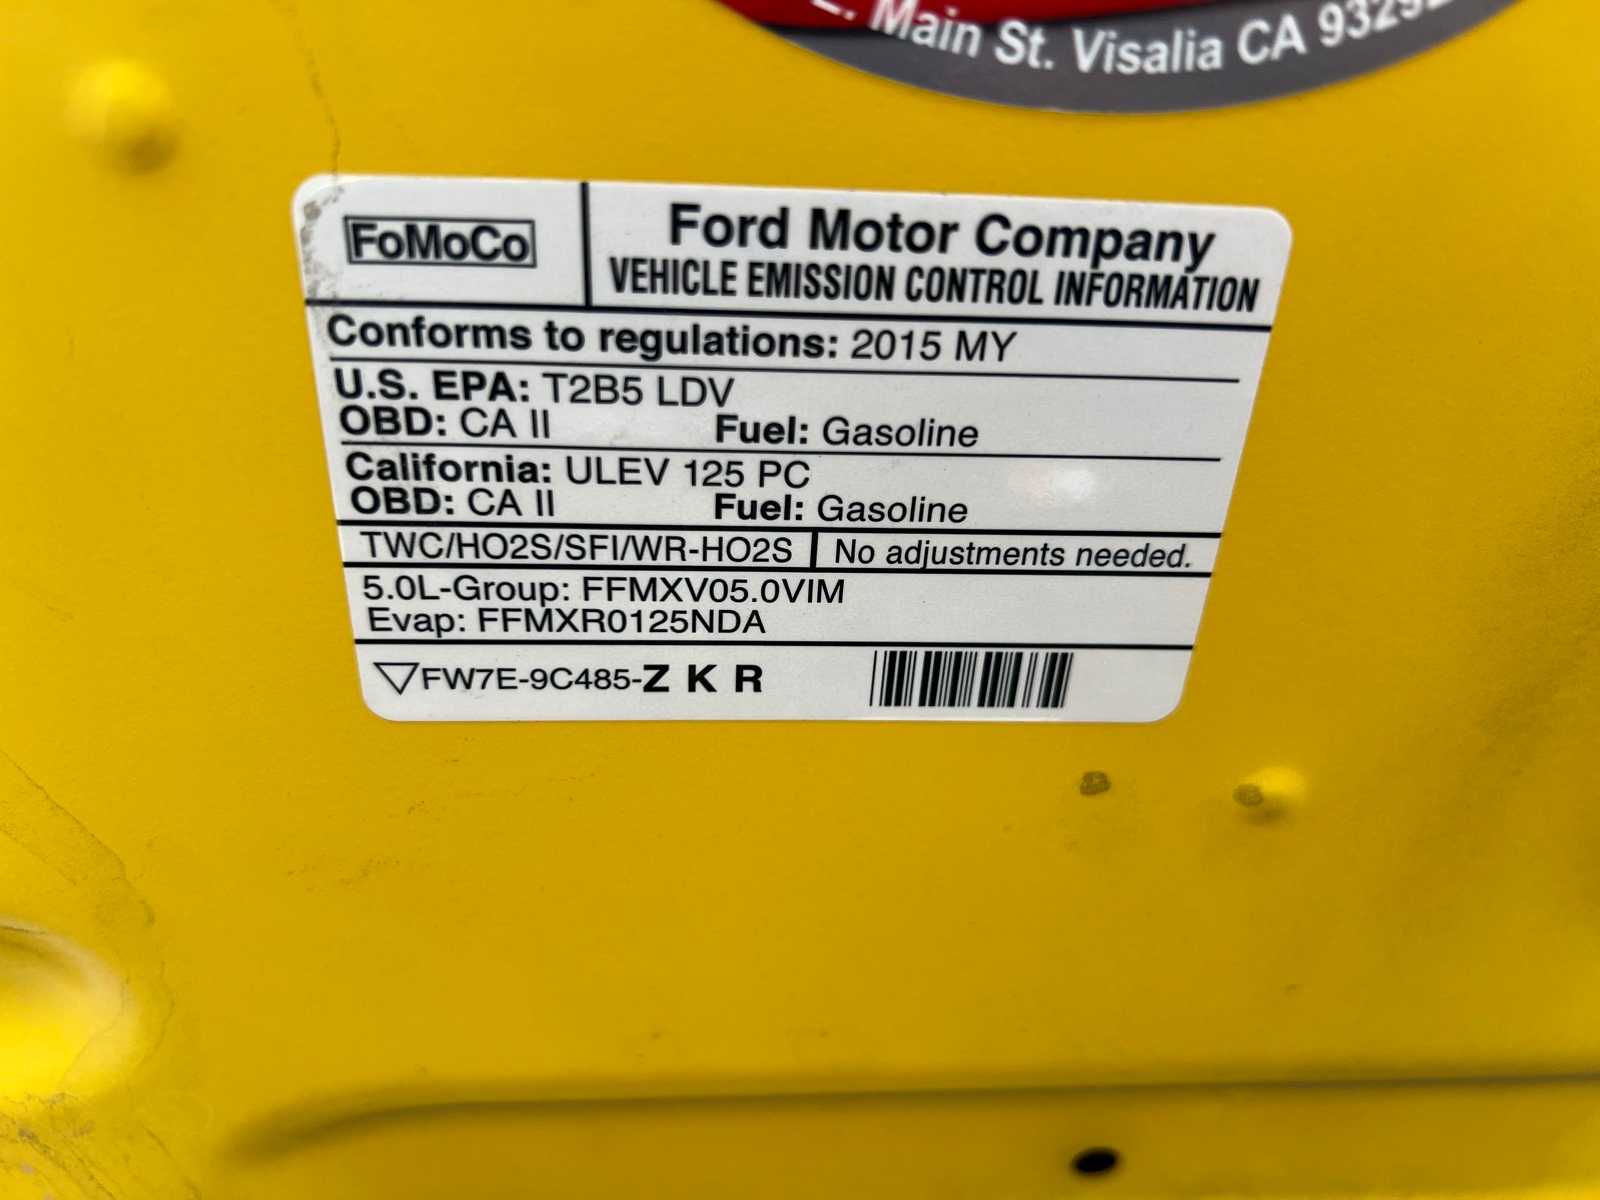 Main St. Visalia CA
FoMoCo
Ford Motor Company
VEHICLE EMISSION CONTROL INFORMATION
Conforms to regulations: 2015 MY
U.S. EPA: T2B5 LDV
OBD: CA II Fuel: Gasoline
California: ULEV 125 PC
OBD: CA II Fuel: Gasoline
TWC/HO2S/SFI/WR-HO2S No adjustments needed.
5.0L-Group: FFMXV05.0VIM
Evap: FFMXR0125NDA
FW7E-9C485-Z K R